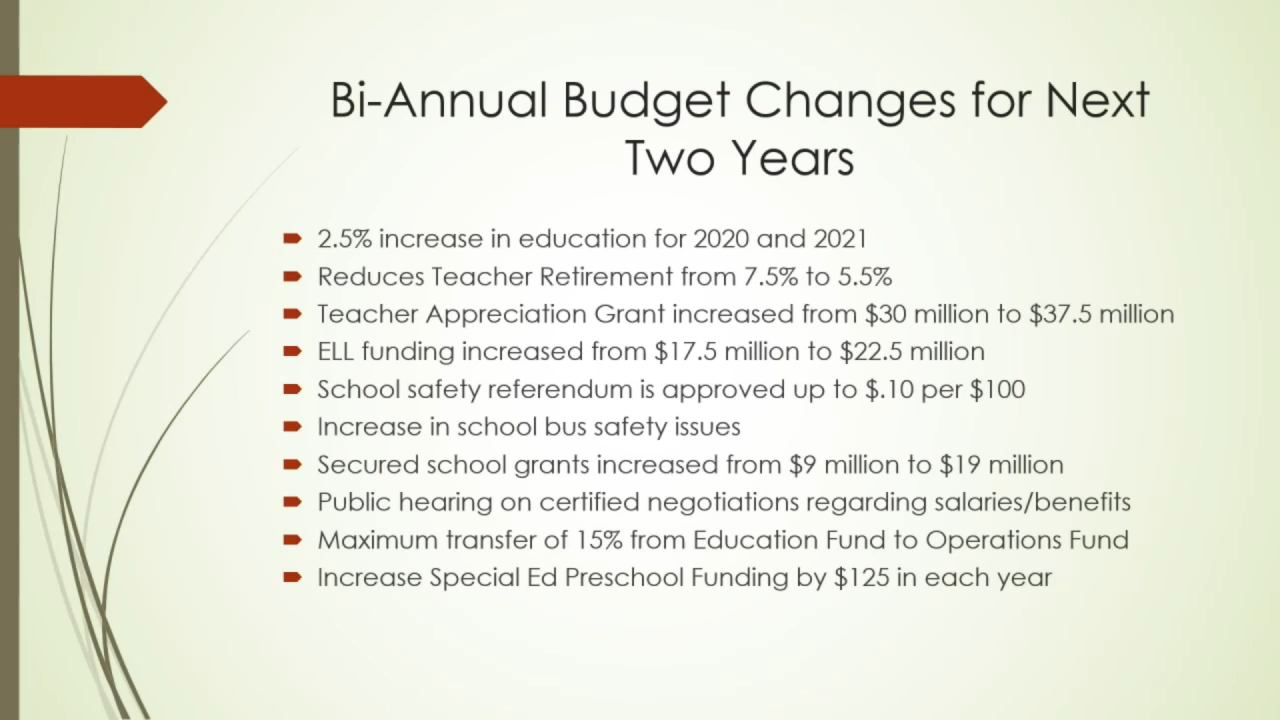 Bi-Annual Budget Changes for Next
Two Years
2.5% increase in education for 2020 and 2021
Reduces Teacher Retirement from 7.5% to 5.5%
Teacher Appreciation Grant increased from $30 million to $37.5 million
ELL funding increased from $17.5 million to $22.5 million
School safety referendum is approved up to $.10 per $100
Increase in school bus safety issues
Secured school grants increased from $9 million to $19 million
Public hearing on certified negotiations regarding salaries/benefits
Maximum transfer of 15% from Education Fund to Operations Fund
Increase Special Ed Preschool Funding by $125 in each year